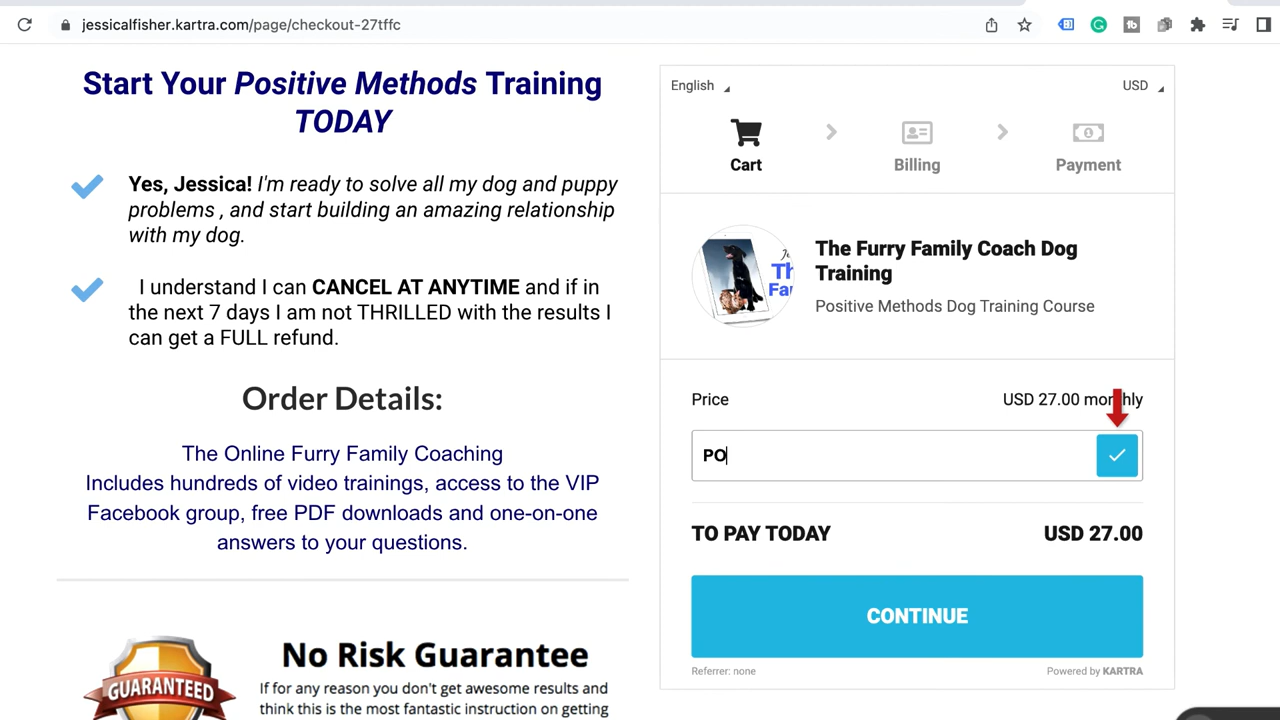 jessicalfisher.kartra.com/page/checkout-27tffc
Start Your Positive Methods Training
TODAY
Yes, Jessica! I'm ready to solve all my dog and puppy
problems , and start building an amazing relationship
with my dog.
I understand I can CANCEL AT ANYTIME and if in
the next 7 days I am not THRILLED with the results I
can get a FULL refund.
Order Details:
The Online Furry Family Coaching
Includes hundreds of video trainings, access to the VIP
Facebook group, free PDF downloads and one-on-one
answers to your questions.
GUARANTEED
No Risk Guarantee
If for any reason you don't get awesome results and
think this is the most fantastic instruction on getting
English
USD
Cart
Billing
Payment
The Furry Family Coach Dog
Training
Positive Methods Dog Training Course
Price
USD 27.00 monthly
PO
TO PAY TODAY
USD 27.00
CONTINUE
Referrer: none
Powered by KARTRA